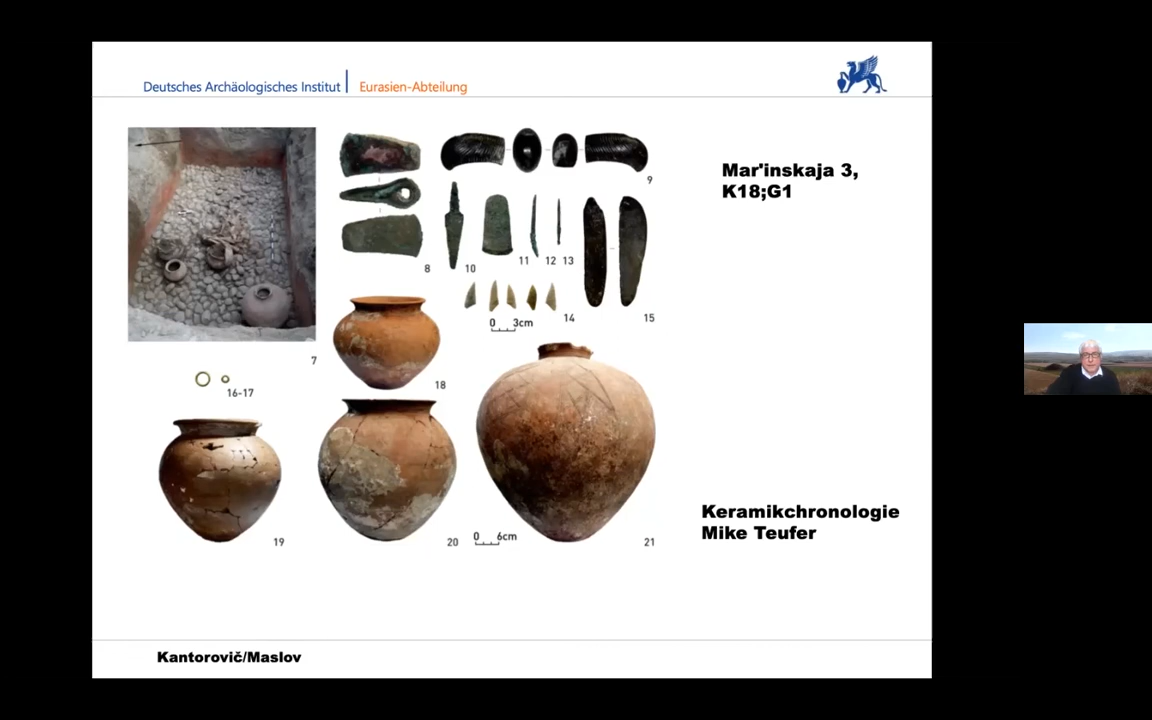 Deutsches Archäologisches Institut Eurasien-Abteilung
Mar'inskaja 3,
K18;G1
9
8
10
11
12
13
14
0 3cm
15
7
18
16-17
19
20
0 6cm
21
Keramikchronologie
Mike Teufer
Kantorovič/Maslov